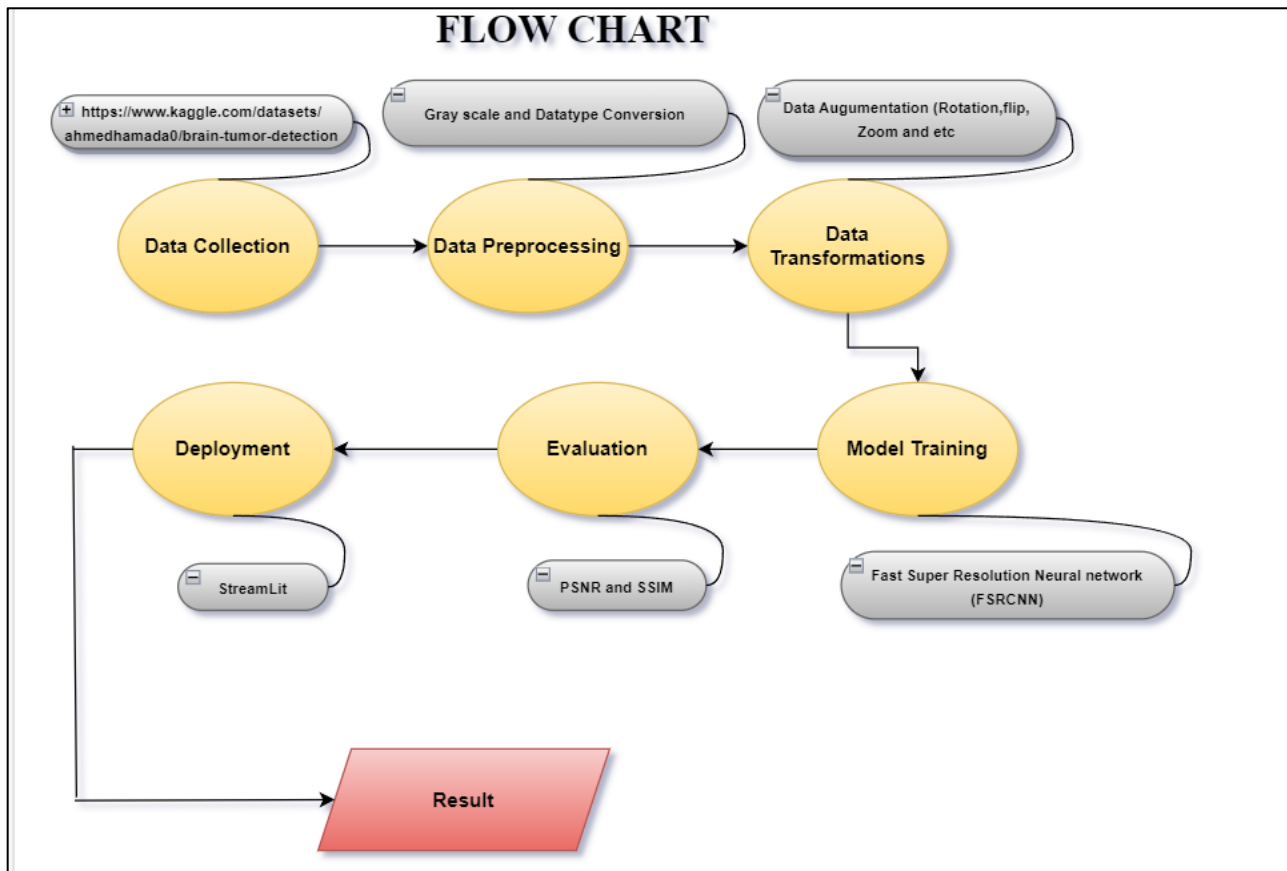 FLOW CHART
https://www.kaggle.com/datasets/
ahmedhamada0/brain-tumor-detection
Gray scale and Datatype Conversion
Data Augumentation (Rotation,flip,
Zoom and etc
Data Collection
Data Preprocessing
Data
Transformations
Deployment
Evaluation
Model Training
StreamLit
PSNR and SSIM
Fast Super Resolution Neural network
(FSRCNN)
Result